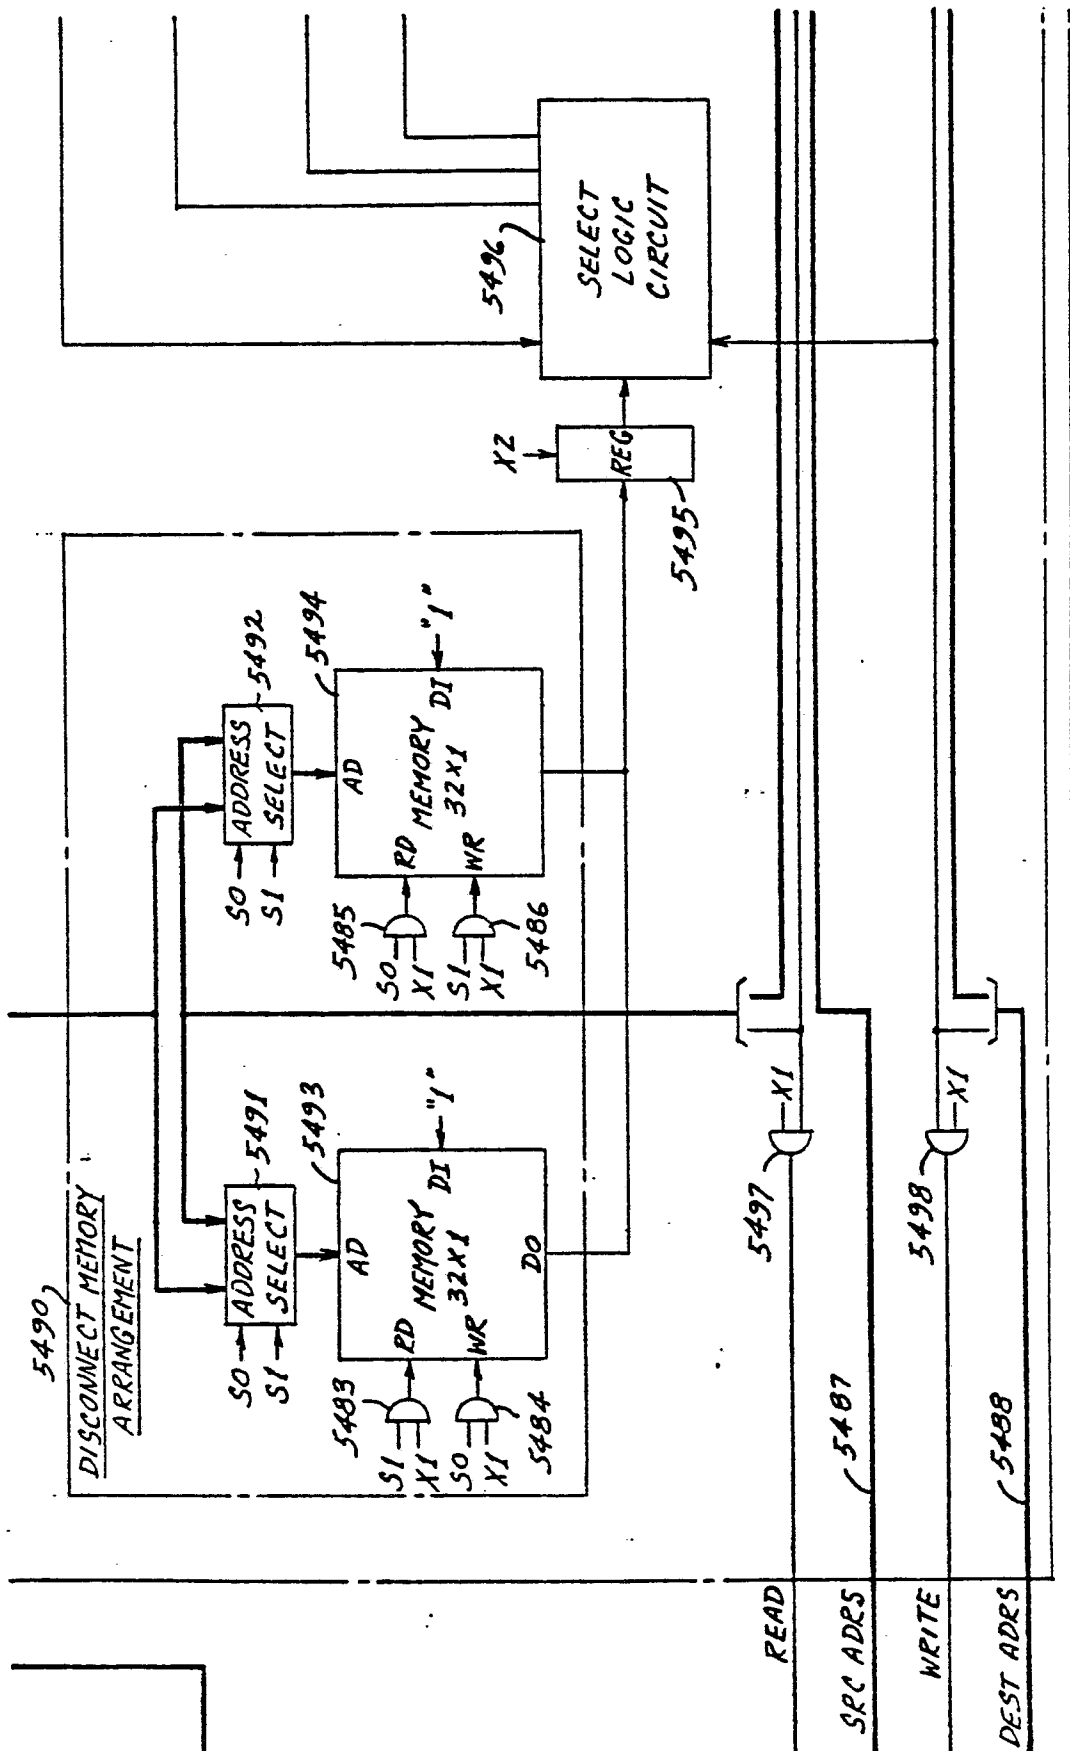 5490
DISCONNECT MEMORY
ARRANGEMENT
S0
S1
ADDRESS
SELECT
5491
5483
S1
X1
S0
X1
5484
AD
RD
MEMORY
32X1
WR
DI
DO
5493
"1"
S0
S1
ADDRESS
SELECT
5492
5485
S0
X1
S1
X1
5486
AD
RD
MEMORY
32X1
WR
DI
5494
"1"
X2
REG
5495
5496
SELECT
LOGIC
CIRCUIT
READ
5497
X1
SRC ADRS
5487
WRITE
5498
X1
DEST ADRS
5488